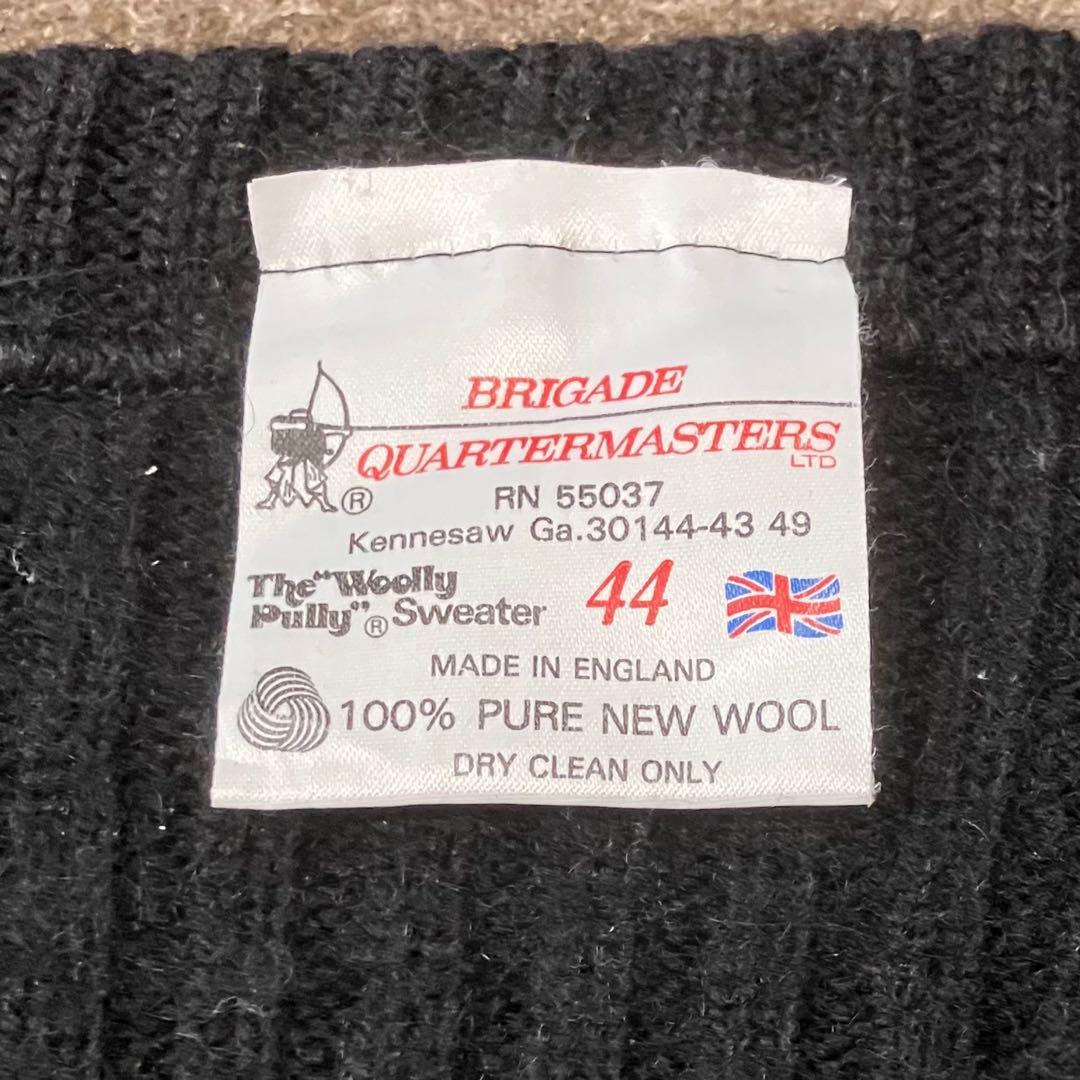 BRIGADE
QUARTERMASTERS
LTD
®
RN 55037
Kennesaw Ga.30144-43 49
The "Woolly
Pully"® Sweater
44
MADE IN ENGLAND
100% PURE NEW WOOL
DRY CLEAN ONLY